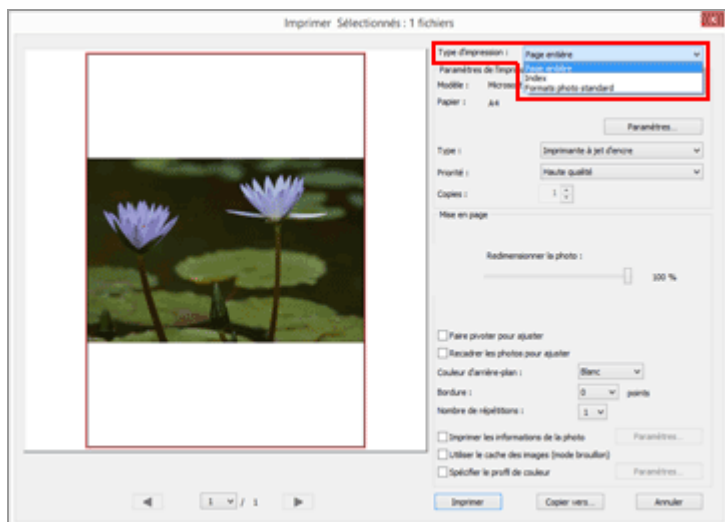 Imprimer Sélectionnés : 1 fichiers
Type d'impression : Page entière
Page entière
Index
Formats photo standard
Paramètres de l'impre
Modèle : Microso
Papier : A4
Paramètres...
Type : Imprimante à jet d'encre
Priorité : Haute qualité
Copies : 1
Mise en page
Redimensionner la photo :
100 %
Faire pivoter pour ajuster
Recadrer les photos pour ajuster
Couleur d'arrière-plan : Blanc
Bordure : 0 points
Nombre de répétitions : 1
Imprimer les informations de la photo Paramètres...
Utiliser le cache des images (mode brouillon)
Spécifier le profil de couleur Paramètres...
1 / 1
Imprimer Copier vers... Annuler